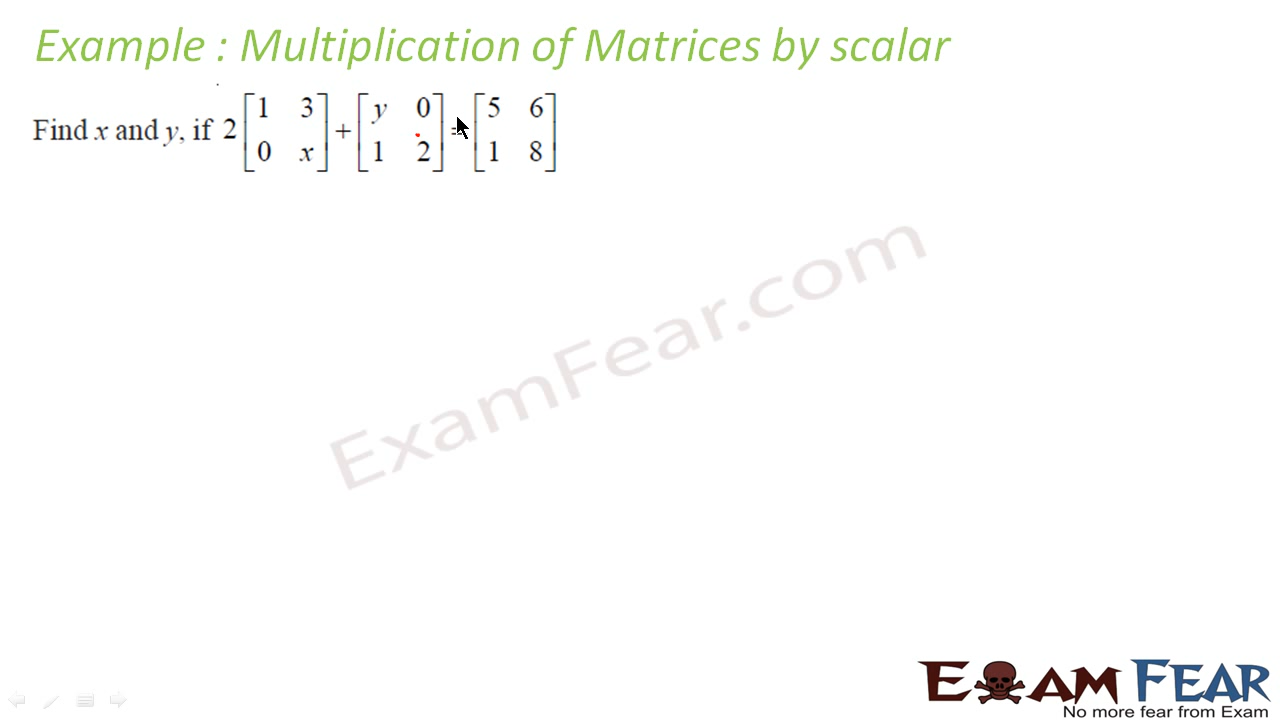 Example : Multiplication of Matrices by scalar
Find x and y, if 2 [1 3; 0 x] + [y 0; 1 2] = [5 6; 1 8]
ExamFear.com
EXAM FEAR
No more fear from Exam